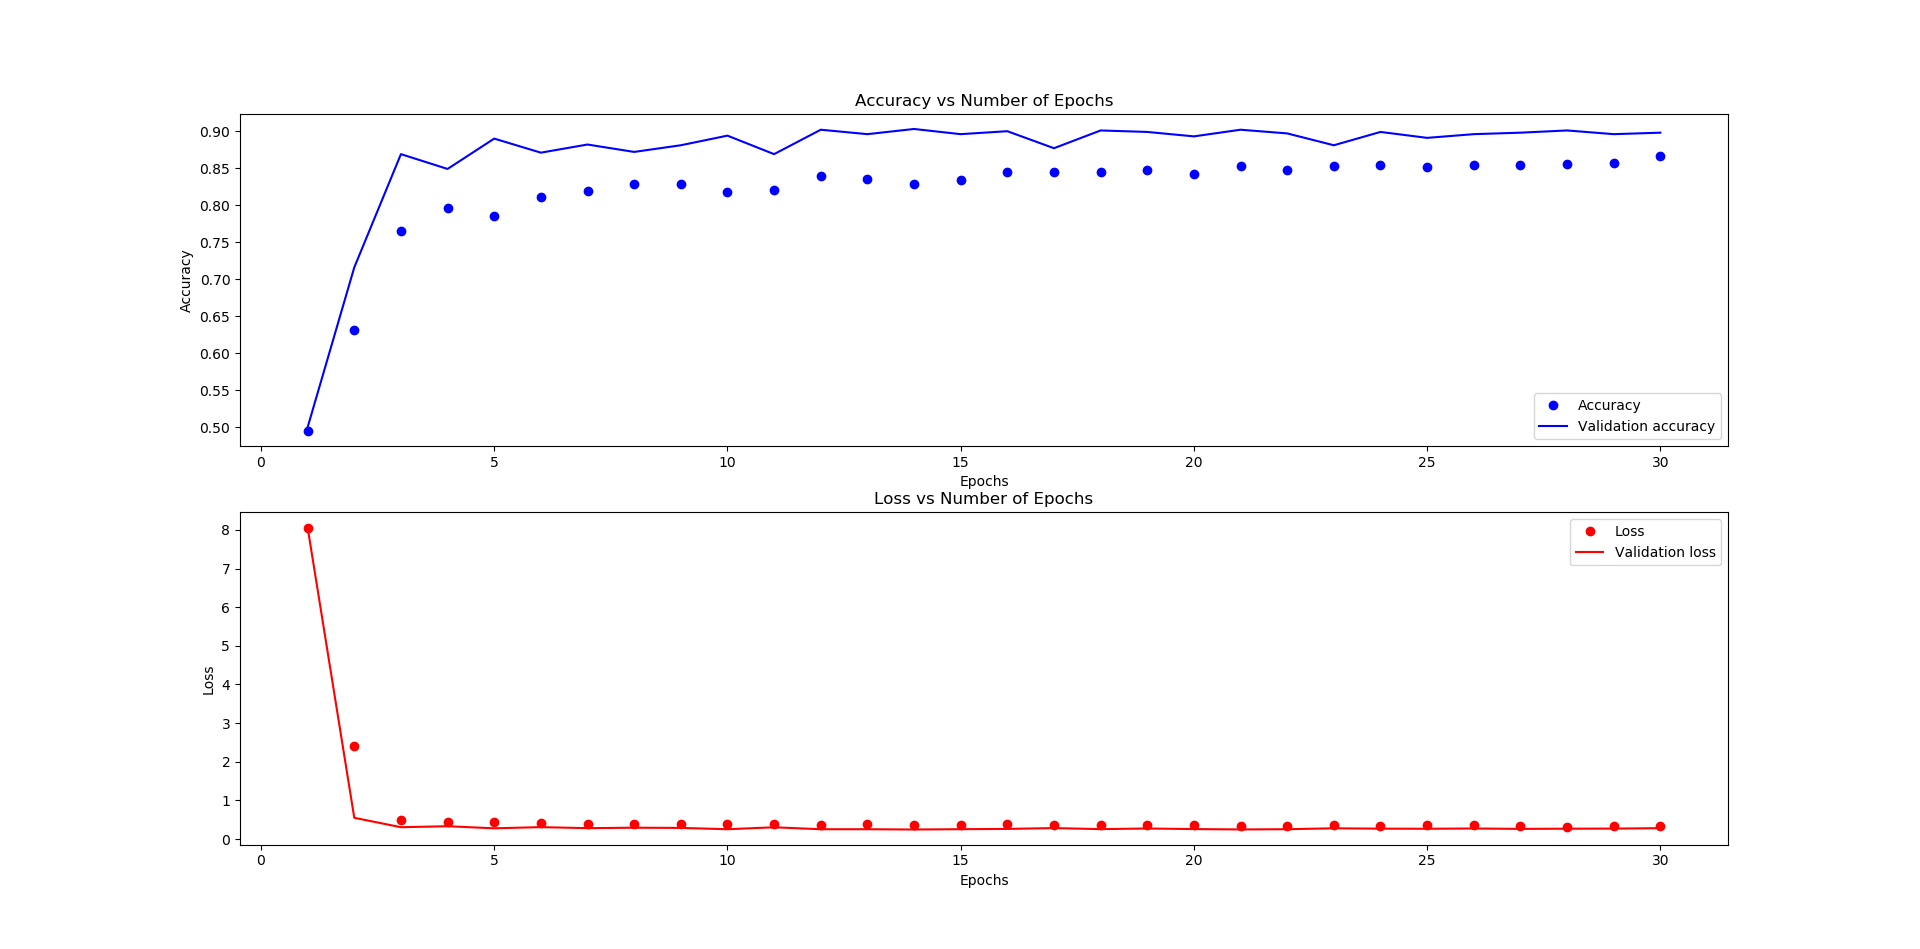 Accuracy vs Number of Epochs
0.90
0.85
0.80
0.75
0.70
0.65
0.60
0.55
0.50
Accuracy
Accuracy
Validation accuracy
0 5 10 15 20 25 30
Epochs
Loss vs Number of Epochs
8
7
6
5
4
3
2
1
0
Loss
Loss
Validation loss
0 5 10 15 20 25 30
Epochs